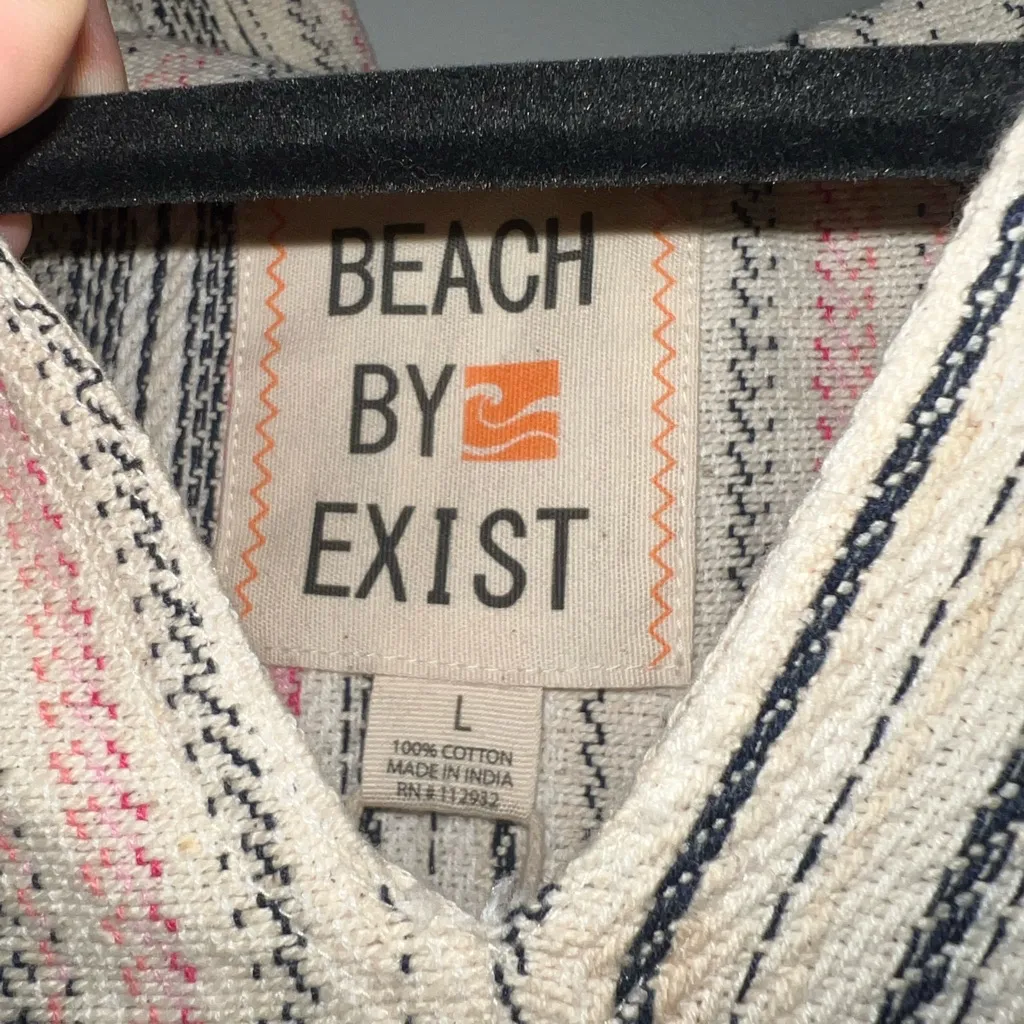 BEACH
BY
EXIST
L
100% COTTON
MADE IN INDIA
RN # 112932